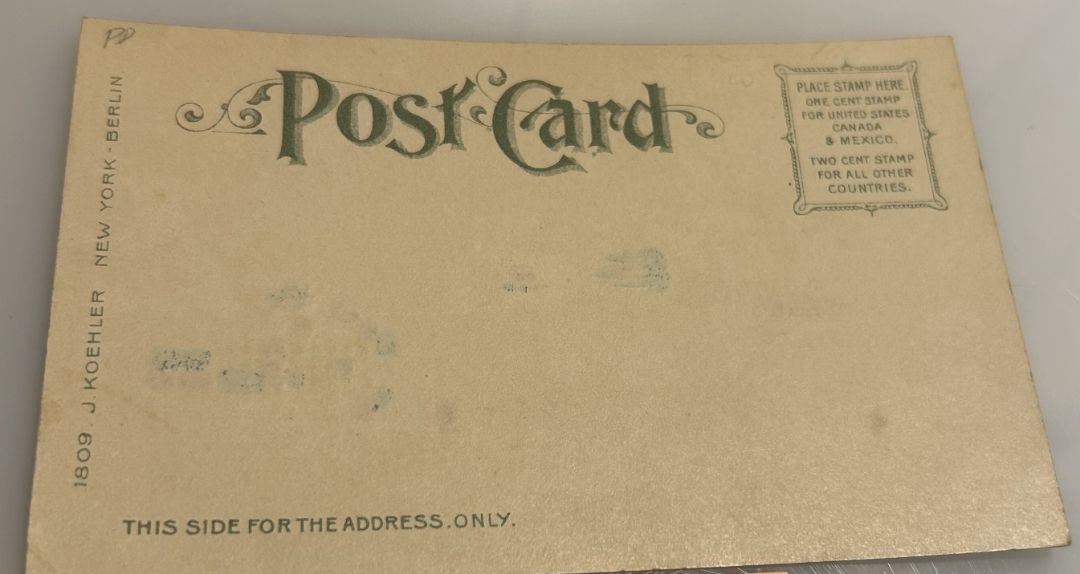 PD
POST CARD
PLACE STAMP HERE.
ONE CENT STAMP
FOR UNITED STATES
CANADA
& MEXICO.
TWO CENT STAMP
FOR ALL OTHER
COUNTRIES.
1809. J. KOEHLER NEW YORK - BERLIN.
THIS SIDE FOR THE ADDRESS.ONLY.